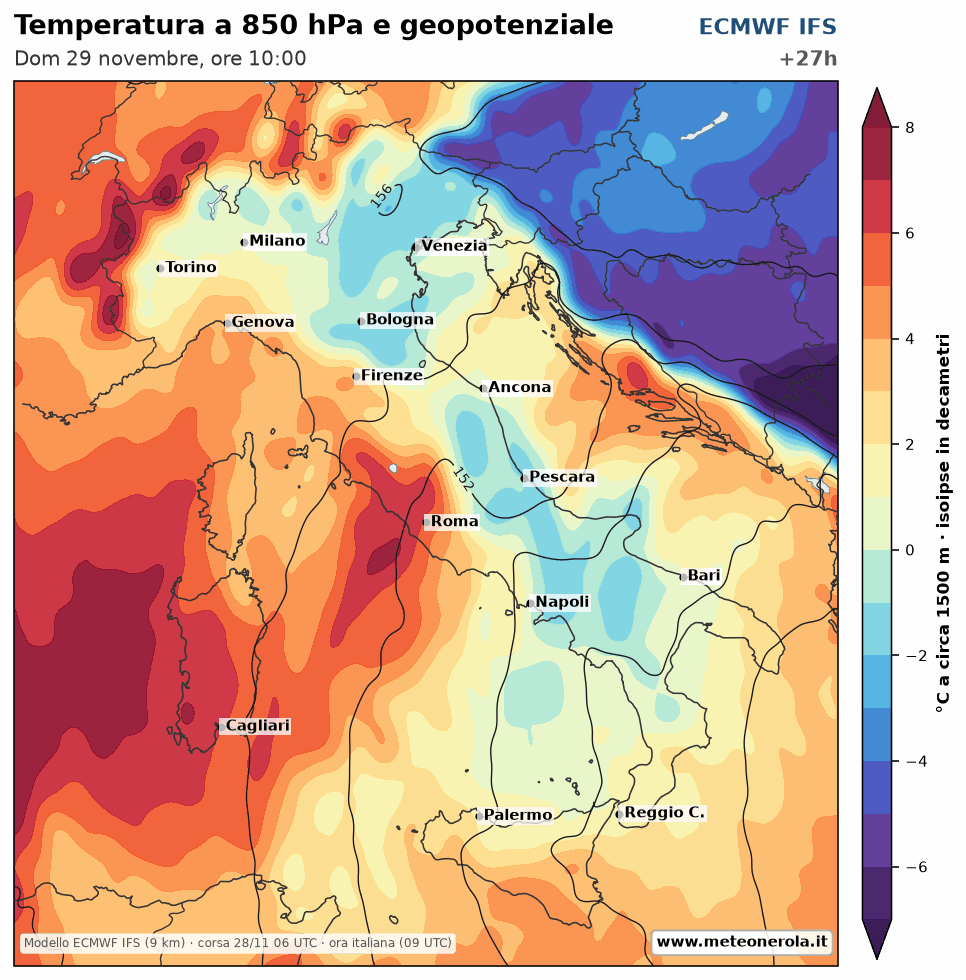 Temperatura a 850 hPa e geopotenziale
ECMWF IFS
Dom 29 novembre, ore 10:00
+27h
156
Milano
Venezia
Torino
Genova
Bologna
Firenze
Ancona
152
Pescara
Roma
Bari
Napoli
Cagliari
Palermo
Reggio C.
8
6
4
2
0
−2
−4
−6
°C a circa 1500 m · isoipse in decametri
Modello ECMWF IFS (9 km) · corsa 28/11 06 UTC · ora italiana (09 UTC)
www.meteonerola.it